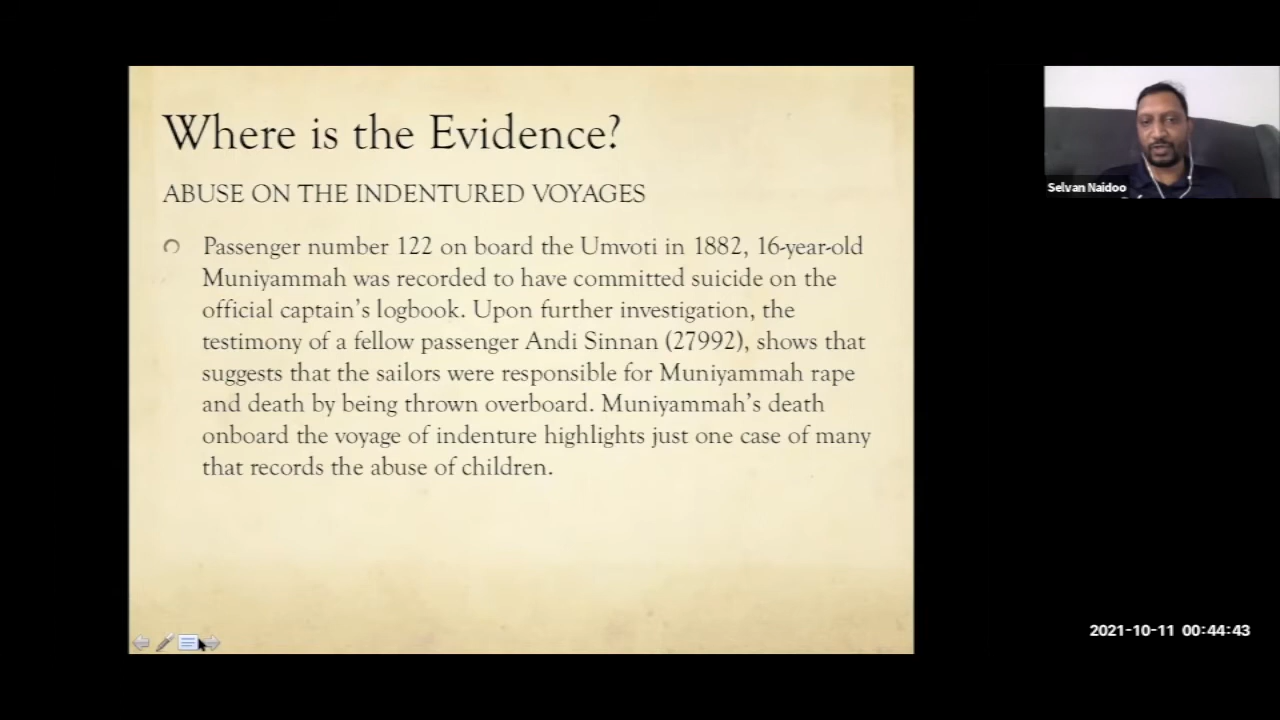 Where is the Evidence?
ABUSE ON THE INDENTURED VOYAGES
Passenger number 122 on board the Umvoti in 1882, 16-year-old
Muniyammah was recorded to have committed suicide on the
official captain's logbook. Upon further investigation, the
testimony of a fellow passenger Andi Sinnan (27992), shows that
suggests that the sailors were responsible for Muniyammah rape
and death by being thrown overboard. Muniyammah's death
onboard the voyage of indenture highlights just one case of many
that records the abuse of children.
Selvan Naidoo
2021-10-11 00:44:43